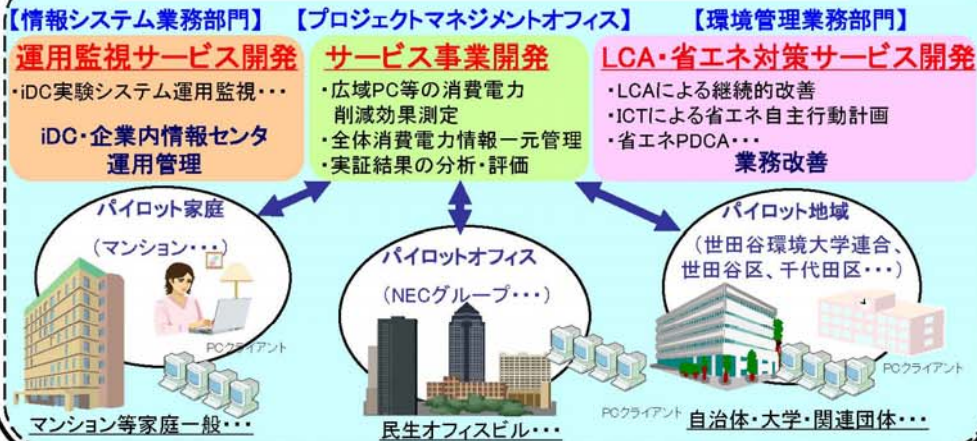 【情報システム業務部門】
運用監視サービス開発
・iDC実験システム運用監視・・・
iDC・企業内情報センタ
運用管理
【プロジェクトマネジメントオフィス】
サービス事業開発
・広域PC等の消費電力
削減効果測定
・全体消費電力情報一元管理
・実証結果の分析・評価
【環境管理業務部門】
LCA・省エネ対策サービス開発
・LCAによる継続的改善
・ICTによる省エネ自主行動計画
・省エネPDCA・・・
業務改善
パイロット家庭
（マンション・・・）
PCクライアント
マンション等家庭一般・・・
パイロットオフィス
（NECグループ・・・）
PCクライアント
民生オフィスビル・・・
パイロット地域
（世田谷環境大学連合、
世田谷区、千代田区・・・）
PCクライアント
自治体・大学・関連団体・・・